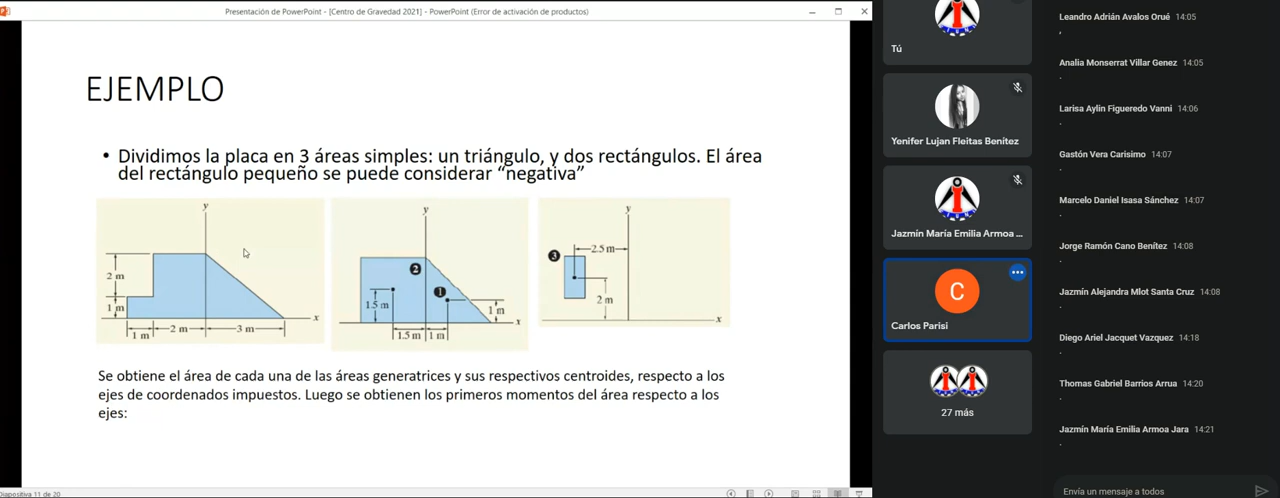 Presentación de PowerPoint - [Centro de Gravedad 2021] - PowerPoint (Error de activación de productos)
EJEMPLO
• Dividimos la placa en 3 áreas simples: un triángulo, y dos rectángulos. El área
del rectángulo pequeño se puede considerar “negativa”
y
2 m
1 m
1 m
2 m
3 m
x
y
2
1
1.5 m
1 m
1.5 m
1 m
x
y
3
2.5 m
2 m
x
Se obtiene el área de cada una de las áreas generatrices y sus respectivos centroides, respecto a los
ejes de coordenados impuestos. Luego se obtienen los primeros momentos del área respecto a los
ejes:
Diapositiva 11 de 20
Tú
Yenifer Lujan Fleitas Benítez
Jazmín María Emilia Armoa ...
C
Carlos Parisi
27 más
Leandro Adrián Avalos Orué 14:05
,
Analia Monserrat Villar Genez 14:05
.
Larisa Aylin Figueredo Vanni 14:06
.
Gastón Vera Carisimo 14:07
.
Marcelo Daniel Isasa Sánchez 14:07
.
Jorge Ramón Cano Benítez 14:08
.
Jazmín Alejandra Mlot Santa Cruz 14:08
.
Diego Ariel Jacquet Vazquez 14:18
.
Thomas Gabriel Barrios Arrua 14:20
.
Jazmín María Emilia Armoa Jara 14:21
.
Envía un mensaje a todos